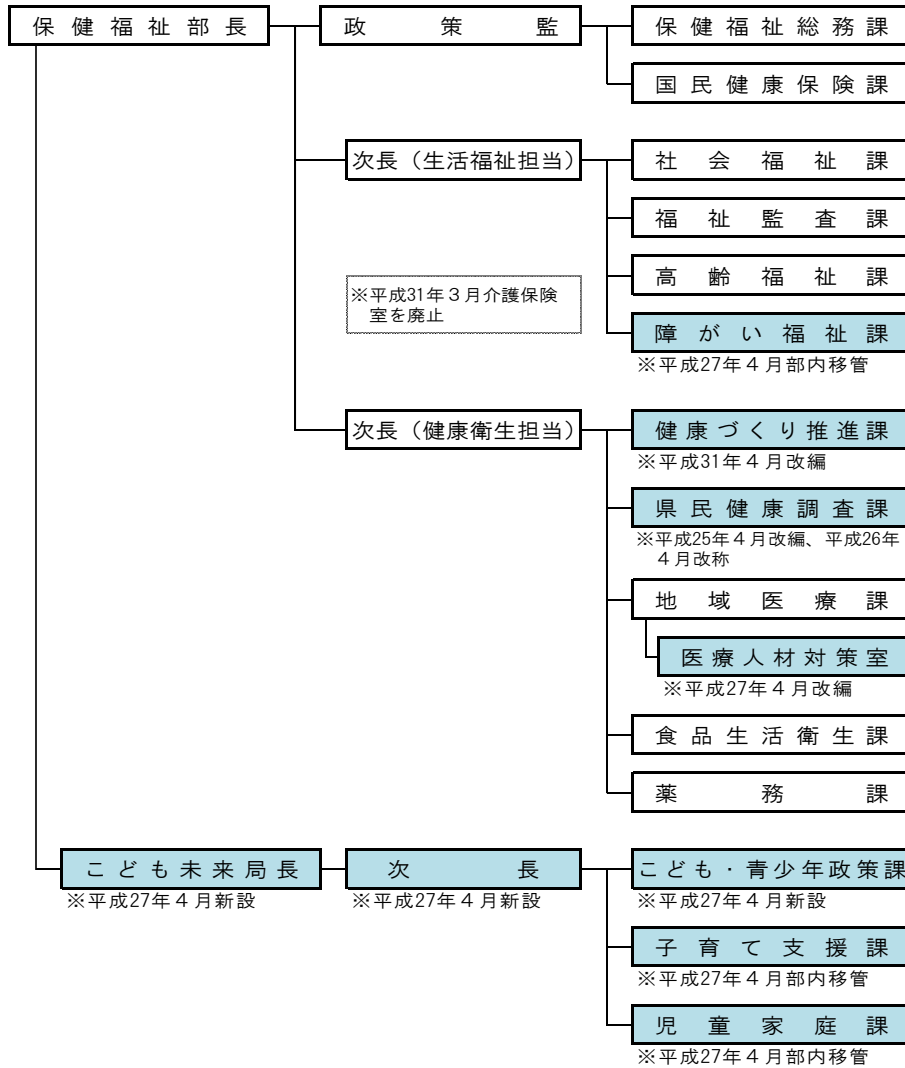 保健福祉部長
政策監
保健福祉総務課
国民健康保険課
次長（生活福祉担当）
社会福祉課
福祉監査課
※平成31年３月介護保険
室を廃止
高齢福祉課
障がい福祉課
※平成27年４月部内移管
次長（健康衛生担当）
健康づくり推進課
※平成31年４月改編
県民健康調査課
※平成25年４月改編、平成26年
４月改称
地域医療課
医療人材対策室
※平成27年４月改編
食品生活衛生課
薬務課
こども未来局長
※平成27年４月新設
次長
※平成27年４月新設
こども・青少年政策課
※平成27年４月新設
子育て支援課
※平成27年４月部内移管
児童家庭課
※平成27年４月部内移管